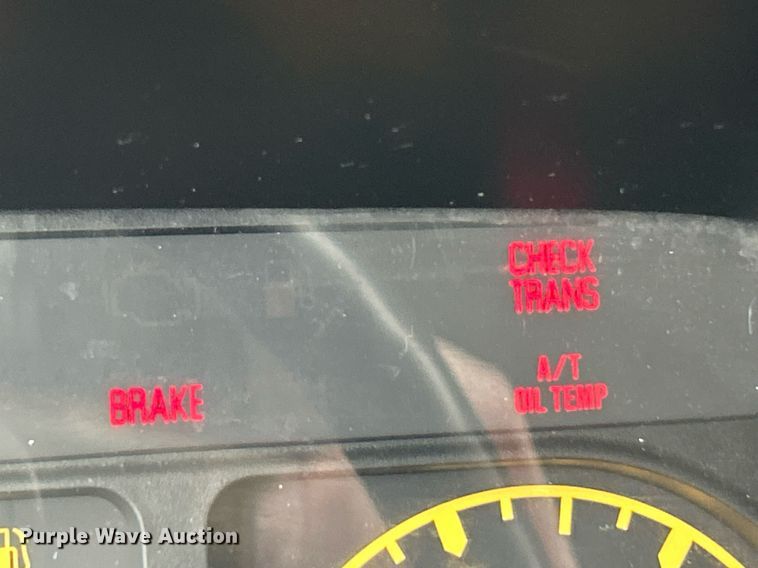 CHECK
TRANS
A/T
OIL TEMP
BRAKE
Purple Wave Auction